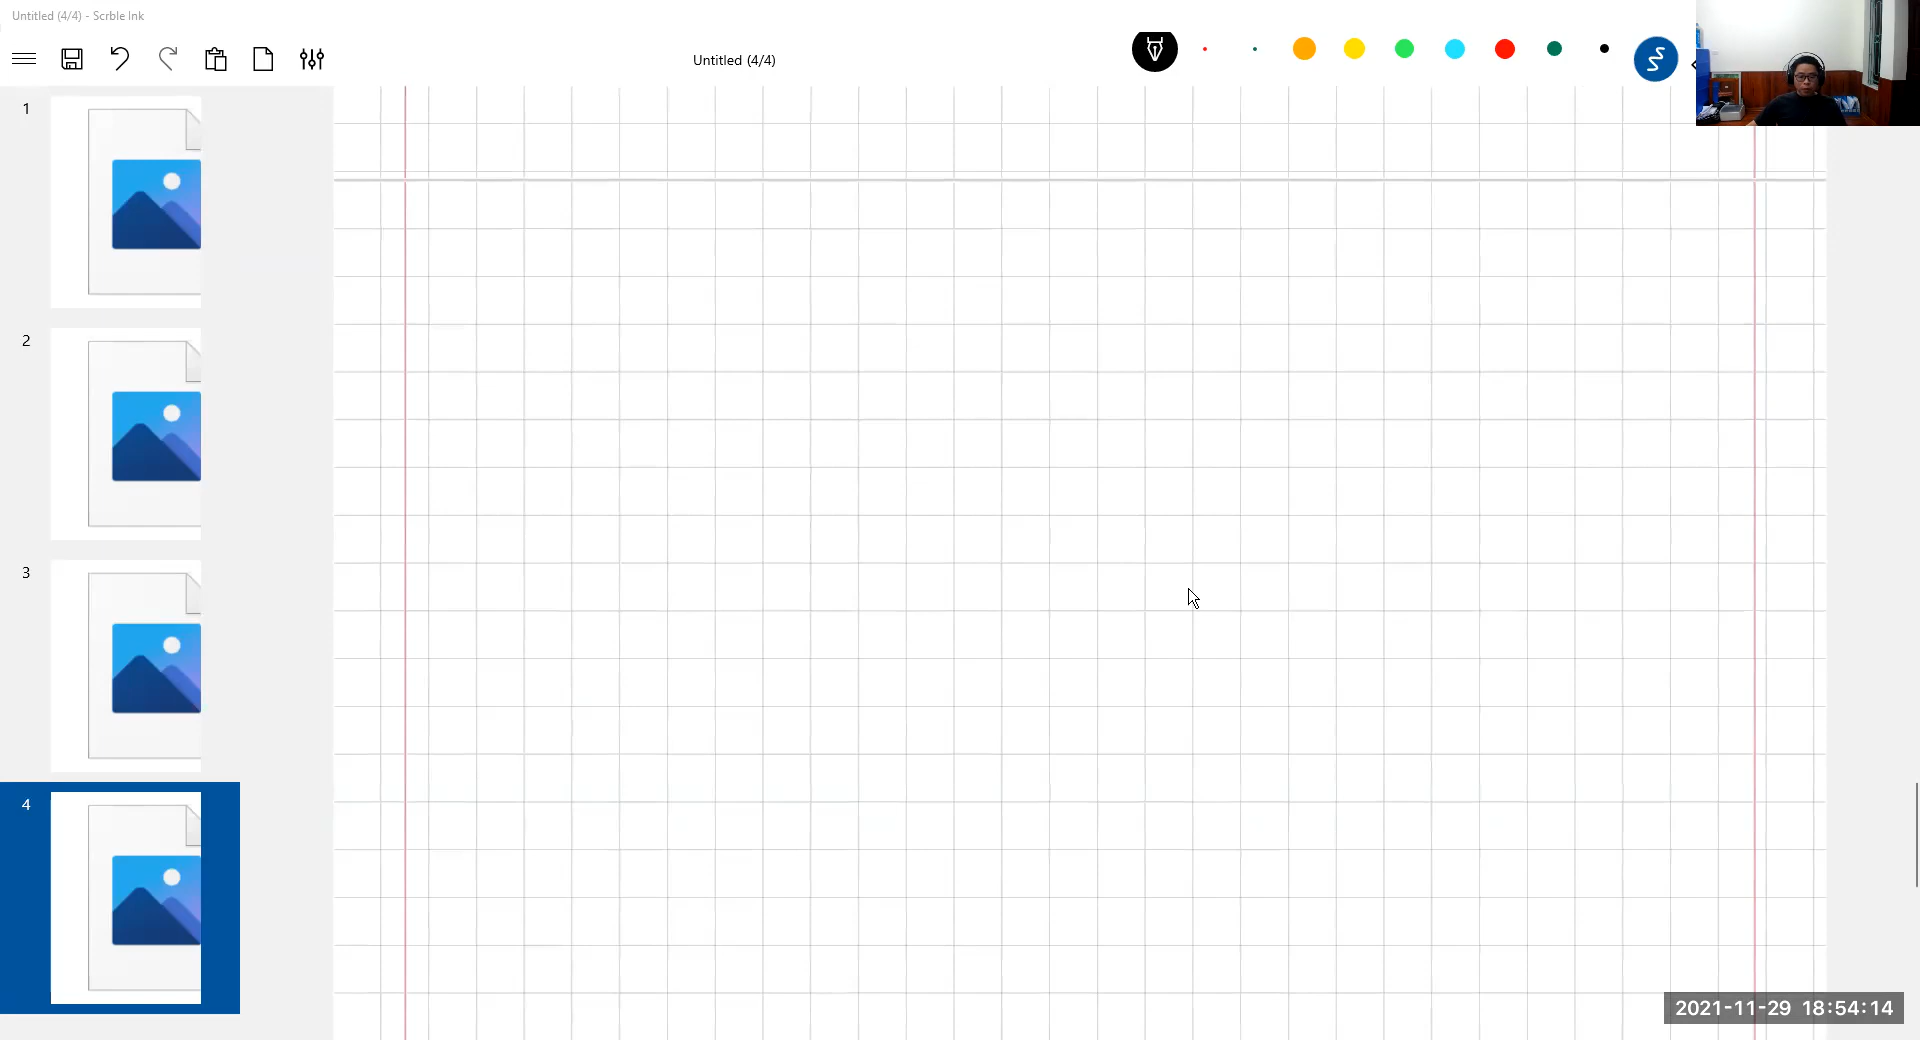 Untitled (4/4) - Scrble Ink
Untitled (4/4)
1
2
3
4
2021-11-29 18:54:14